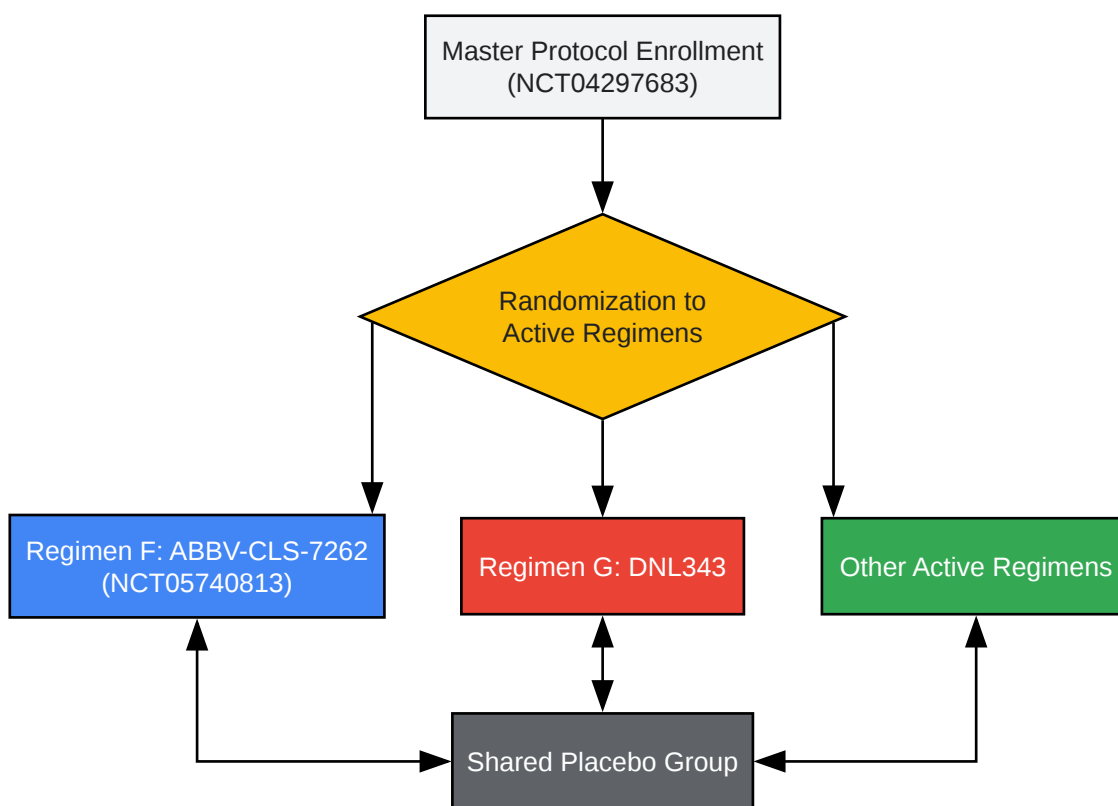 Master Protocol Enrollment
(NCT04297683)
Randomization to
Active Regimens
Regimen F: ABBV-CLS-7262
(NCT05740813)
Regimen G: DNL343
Other Active Regimens
Shared Placebo Group